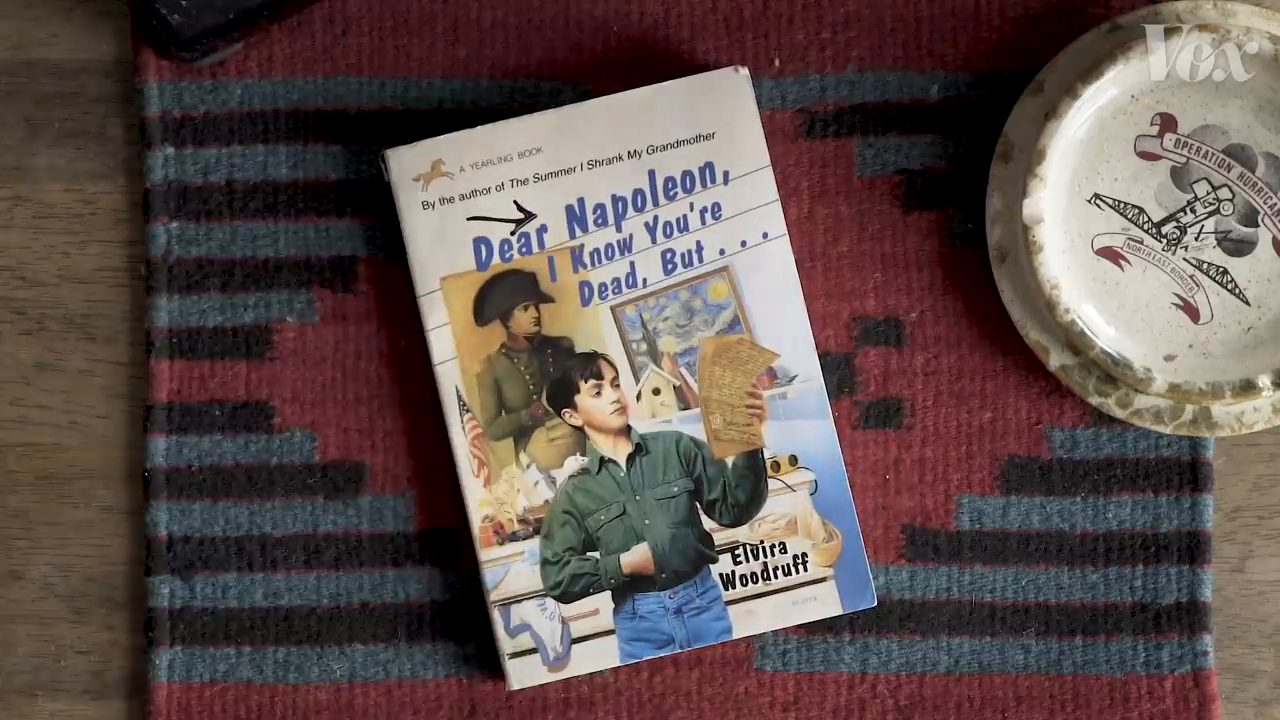 Vox
A YEARLING BOOK
By the author of The Summer I Shrank My Grandmother
Dear Napoleon,
I Know You're
Dead, But . . .
Elvira
Woodruff
OPERATION HURRICA
NORTHEAST BORDER